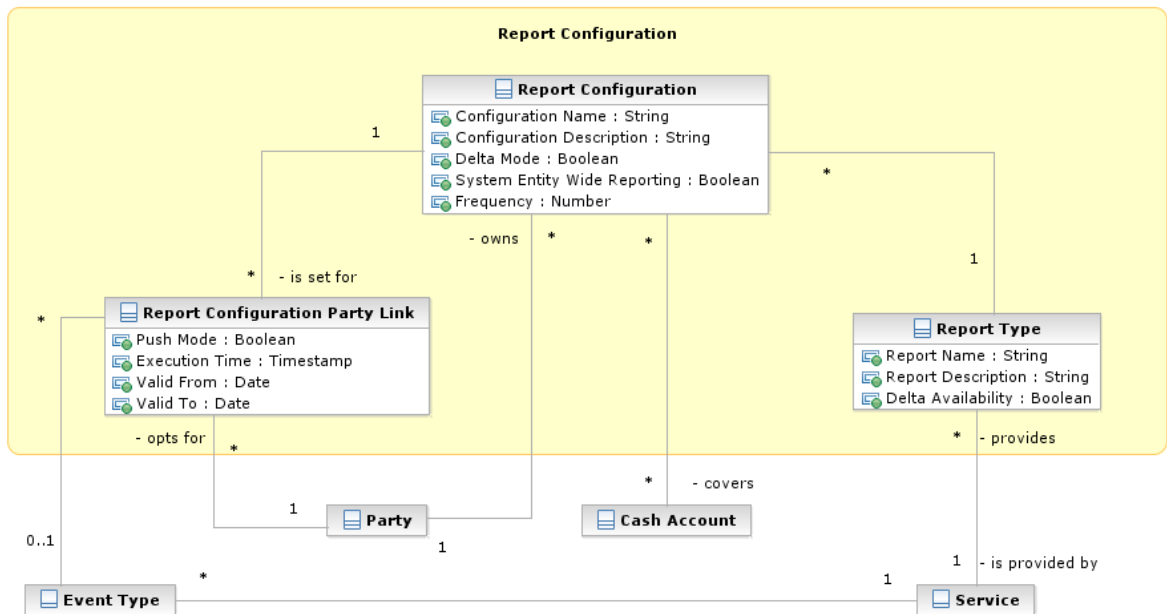 Report Configuration
Report Configuration
Configuration Name : String
Configuration Description : String
Delta Mode : Boolean
System Entity Wide Reporting : Boolean
Frequency : Number
1
*
- owns
*
*
1
*
- is set for
Report Configuration Party Link
Push Mode : Boolean
Execution Time : Timestamp
Valid From : Date
Valid To : Date
*
Report Type
Report Name : String
Report Description : String
Delta Availability : Boolean
- opts for
*
*
- provides
*
- covers
1
Party
1
Cash Account
0..1
*
1
1
- is provided by
Event Type
Service